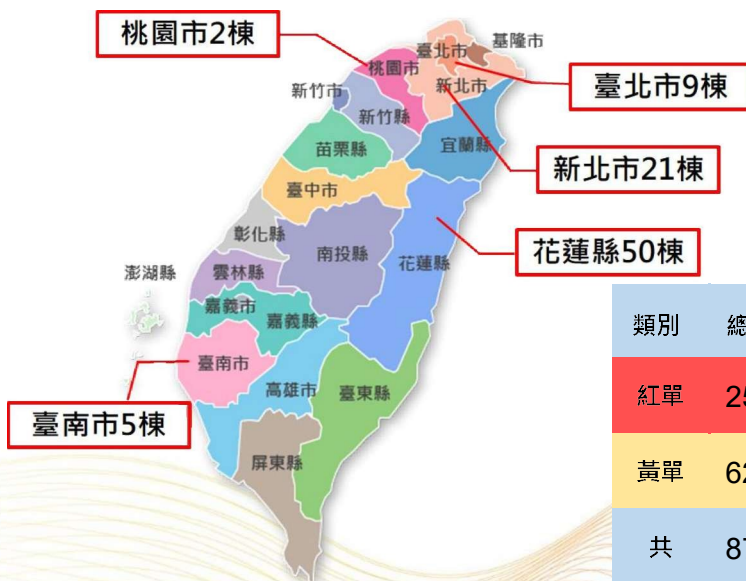 桃園市2棟
臺北市
基隆市
桃園市
臺北市9棟
新北市
新竹市
新竹縣
宜蘭縣
苗栗縣
新北市21棟
臺中市
彰化縣
南投縣
花蓮縣50棟
花蓮縣
澎湖縣
雲林縣
嘉義市
嘉義縣
臺南市
高雄市
臺東縣
臺南市5棟
屏東縣
類別 總
紅單 25
黃單 62
共 87